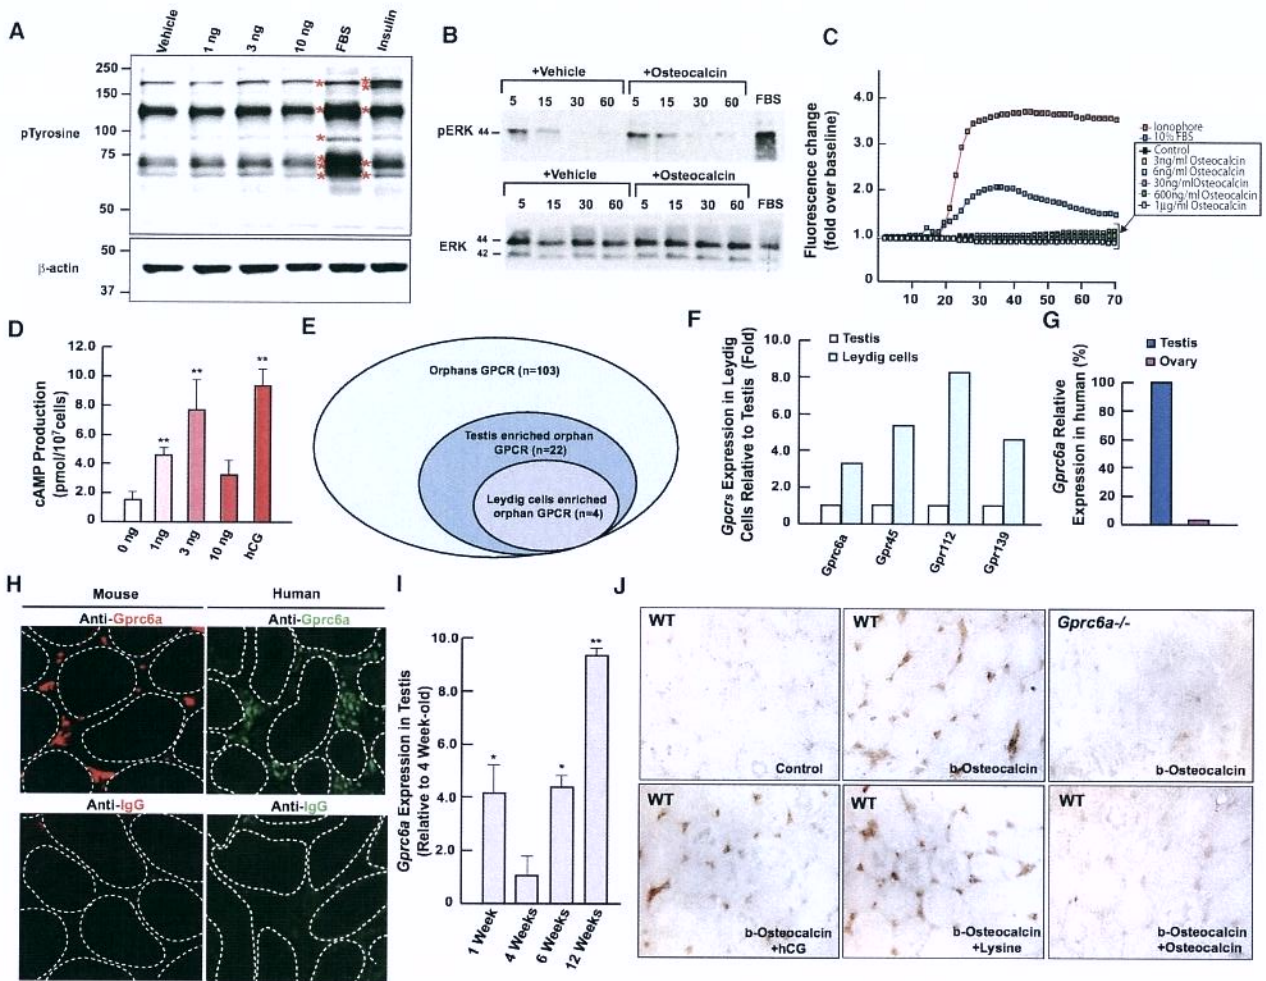 A
Vehicle
1 ng
3 ng
10 ng
FBS
Insulin
250
150
100
75
50
pTyrosine
50
37
β-actin
B
+Vehicle
+Osteocalcin
5 15 30 60 5 15 30 60 FBS
pERK 44
+Vehicle
+Osteocalcin
5 15 30 60 5 15 30 60 FBS
ERK 44
42
C
Fluorescence change
(fold over baseline)
4.0
3.0
2.0
1.0
0
10 20 30 40 50 60 70
Ionophore
10% FBS
Control
3ng/ml Osteocalcin
6ng/ml Osteocalcin
30ng/mlOsteocalcin
600ng/ml Osteocalcin
1µg/ml Osteocalcin
D
cAMP Production
(pmol/10⁷cells)
12.0
10.0
8.0
6.0
4.0
2.0
0
**
**
**
0 ng
1ng
3 ng
10 ng
hCG
E
Orphans GPCR (n=103)
Testis enriched orphan
GPCR (n=22)
Leydig cells enriched
orphan GPCR (n=4)
F
Gpcrs Expression in Leydig
Cells Relative to Testis (Fold)
10.0
8.0
6.0
4.0
2.0
0.0
Testis
Leydig cells
Gprc6a
Gpr45
Gpr112
Gpr139
G
Testis
Ovary
Gprc6a Relative
Expression in human (%)
100
80
60
40
20
0
H
Mouse
Human
Anti-Gprc6a
Anti-Gprc6a
Anti-IgG
Anti-IgG
I
Gprc6a Expression in Testis
(Relative to 4 Week-old)
10.0
8.0
6.0
4.0
2.0
0
*
*
**
1 Week
4 Weeks
6 Weeks
12 Weeks
J
WT
Control
WT
b-Osteocalcin
Gprc6a-/-
b-Osteocalcin
WT
b-Osteocalcin
+hCG
WT
b-Osteocalcin
+Lysine
WT
b-Osteocalcin
+Osteocalcin